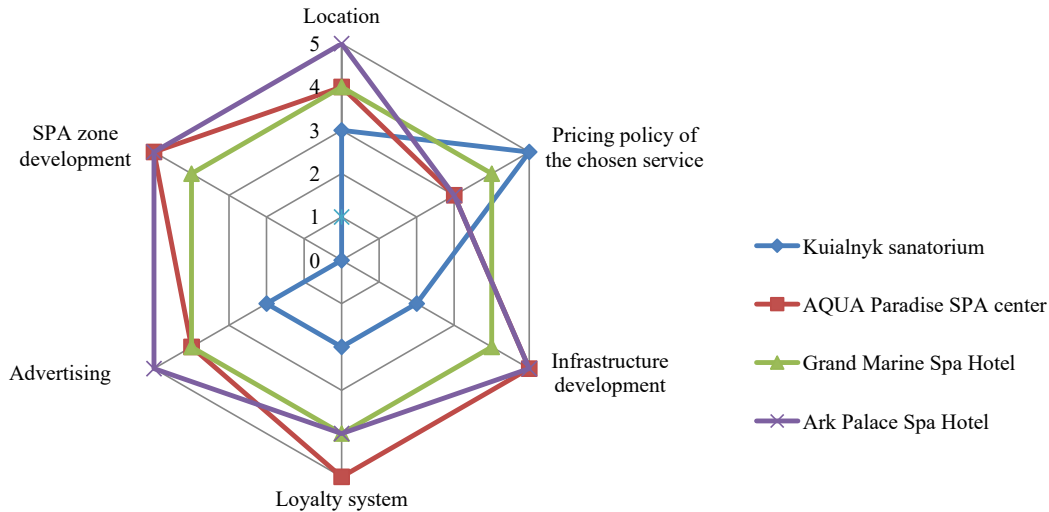 Location
5
4
3
2
1
0
SPA zone
development
Pricing policy of
the chosen service
Advertising
Infrastructure
development
Loyalty system
Kuialnyk sanatorium
AQUA Paradise SPA center
Grand Marine Spa Hotel
Ark Palace Spa Hotel